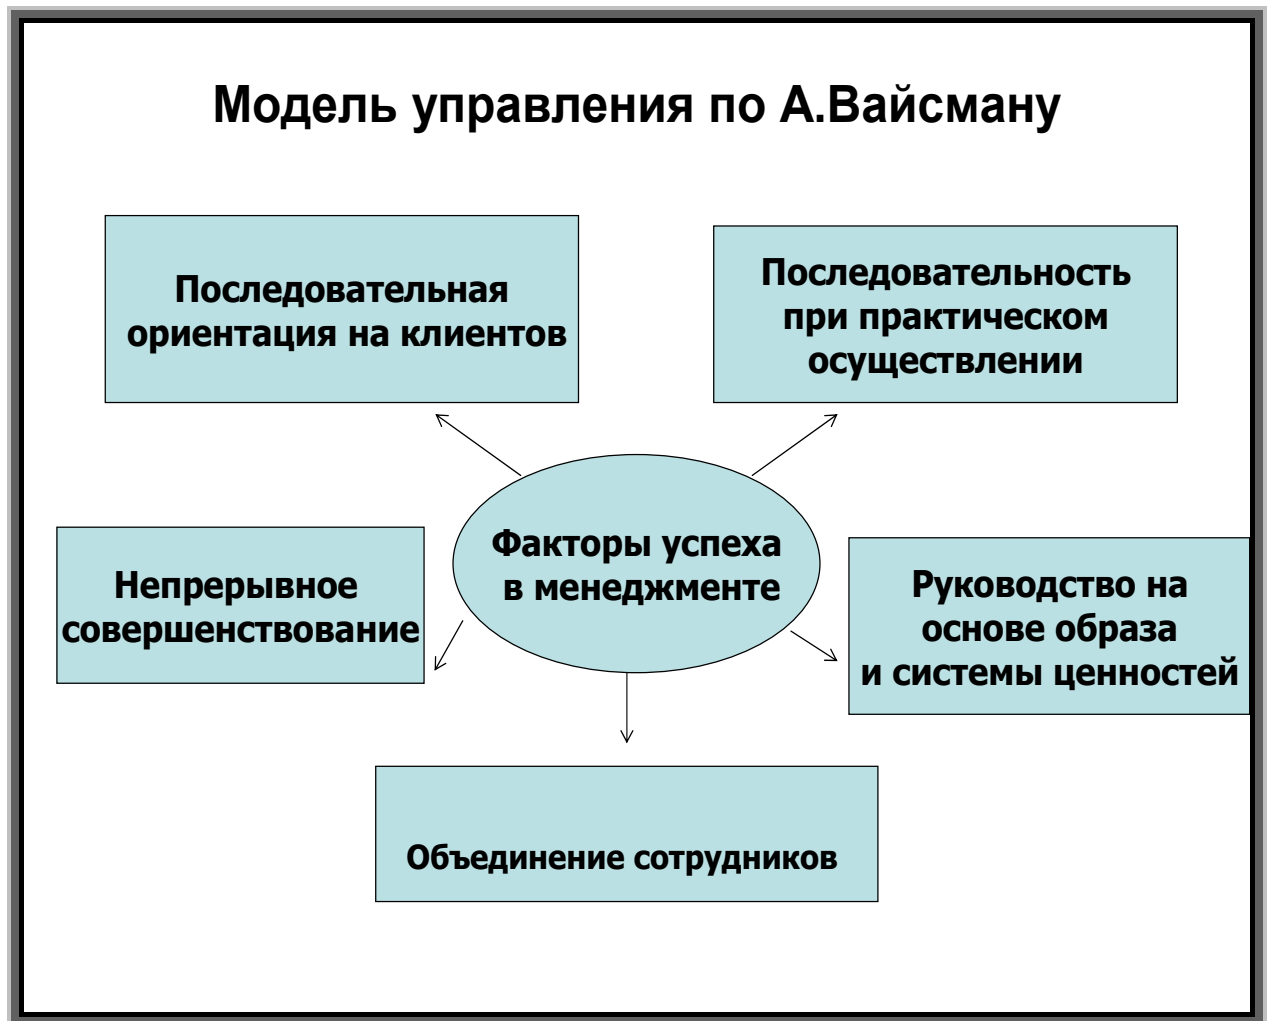 Модель управления по А.Вайсману
Последовательная
ориентация на клиентов
Последовательность
при практическом
осуществлении
Факторы успеха
в менеджменте
Непрерывное
совершенствование
Руководство на
основе образа
и системы ценностей
Объединение сотрудников